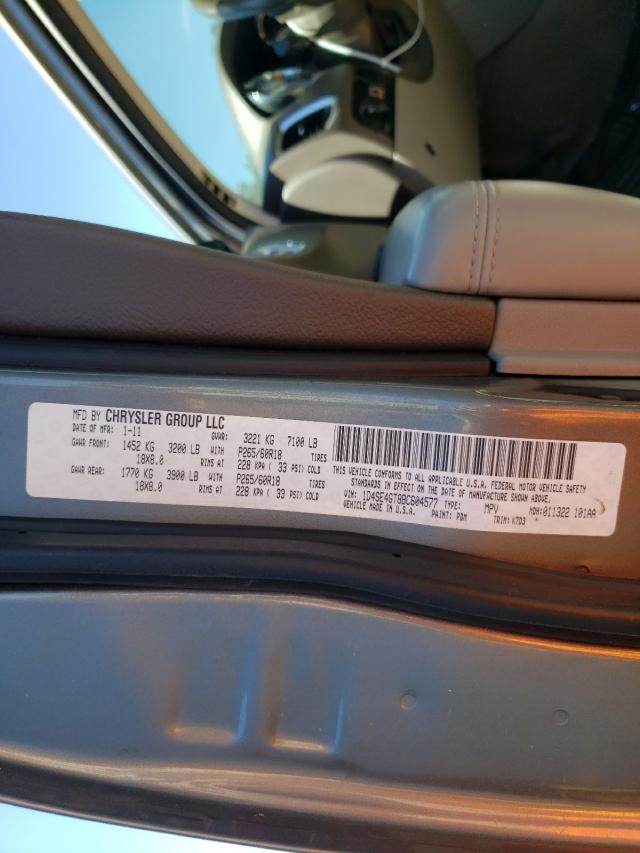 MFD BY CHRYSLER GROUP LLC
DATE OF MFR: 1-11 GVWR: 3221 KG 7100 LB
GAWR FRONT: 1452 KG 3200 LB WITH P265/60R18 TIRES
18X8.0 RIMS AT 228 KPA ( 33 PSI) COLD
GAWR REAR: 1770 KG 3900 LB WITH P265/60R18 TIRES
18X8.0 RIMS AT 228 KPA ( 33 PSI) COLD
THIS VEHICLE CONFORMS TO ALL APPLICABLE U.S.A. FEDERAL MOTOR VEHICLE SAFETY
STANDARDS IN EFFECT ON THE DATE OF MANUFACTURE SHOWN ABOVE.
VIN: 1D4SE4GT8BC604577 TYPE: MPV MDH: 011322 101AA
VEHICLE MADE IN U.S.A. PAINT: PDM TRIM: K7D3